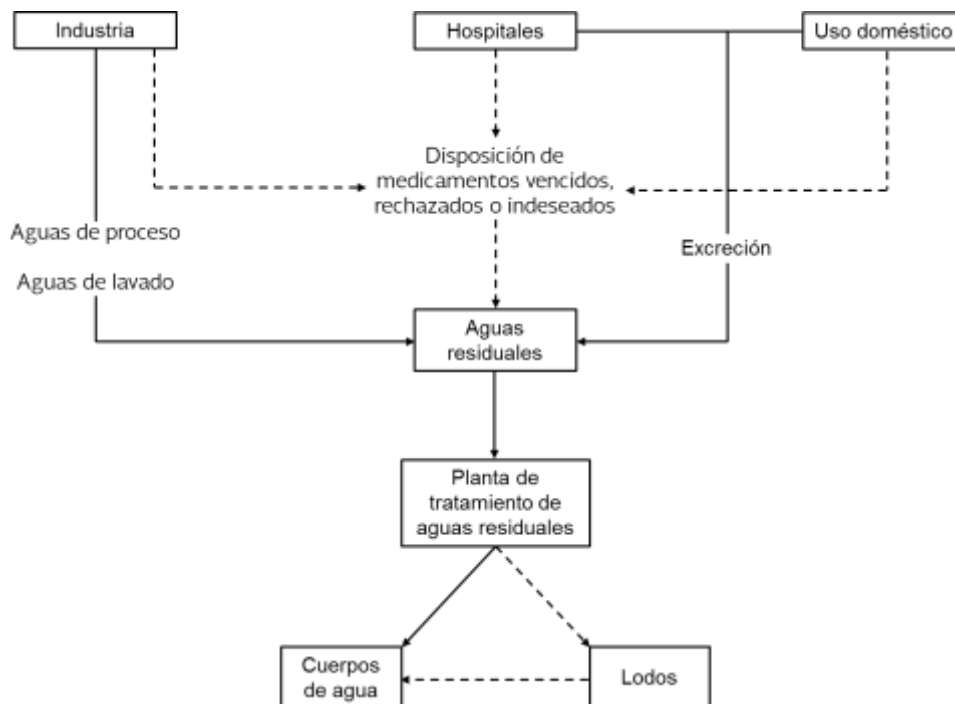 Industria
Hospitales
Uso doméstico
Disposición de
medicamentos vencidos,
rechazados o indeseados
Aguas de proceso
Excreción
Aguas de lavado
Aguas
residuales
Planta de
tratamiento de
aguas residuales
Cuerpos
de agua
Lodos